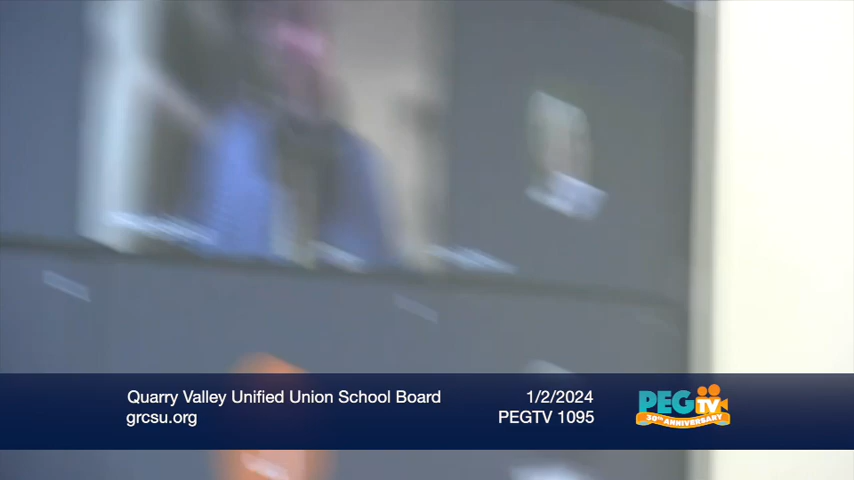 Quarry Valley Unified Union School Board
grcsu.org
1/2/2024
PEGTV 1095
PEG TV
30TH ANNIVERSARY